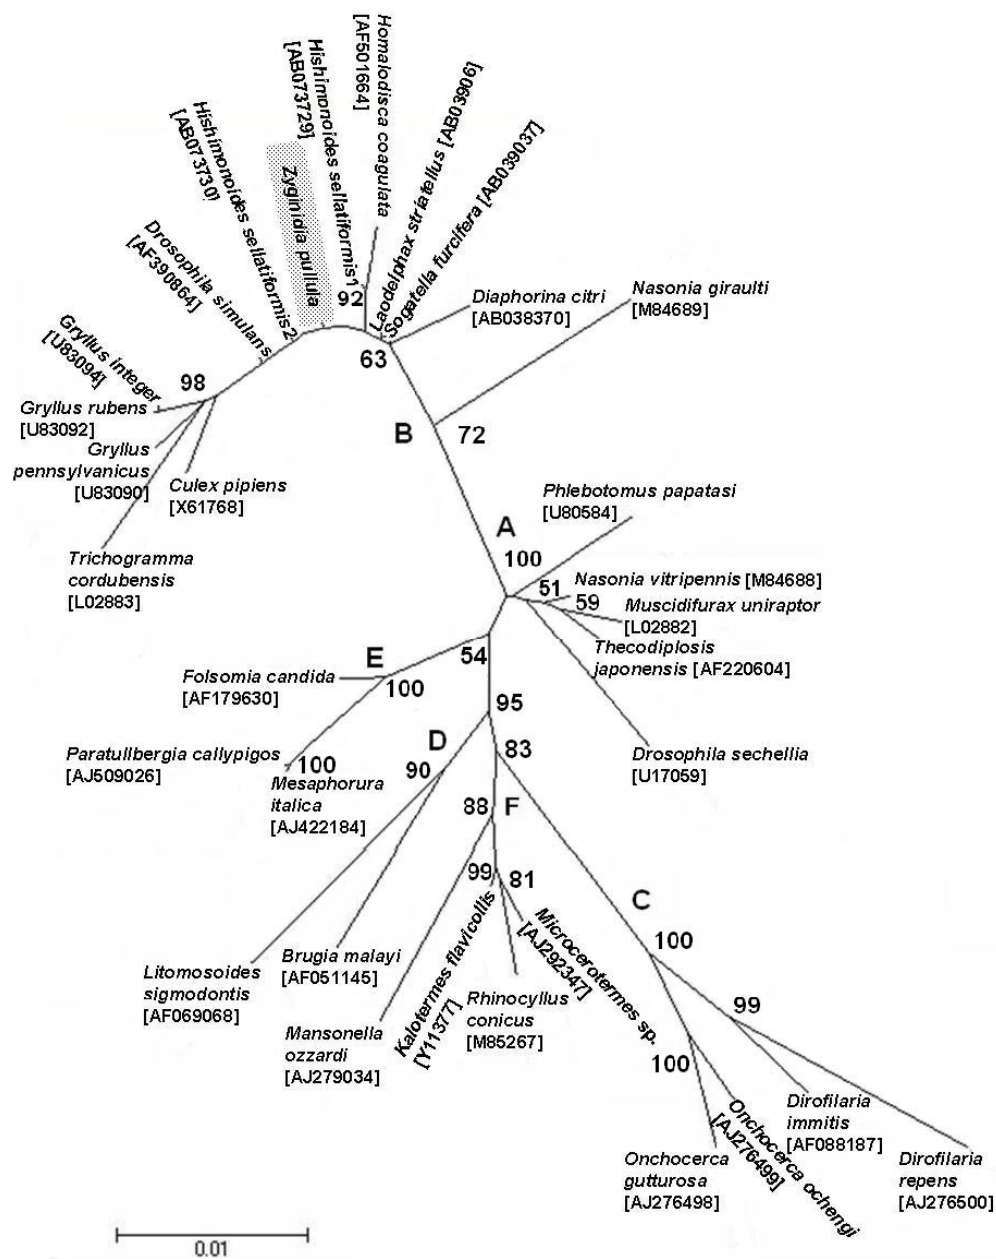 Homalodisca coagulata
[AF501664]
Hishimonoides sellatiformis1
[AB073729]
Laodelphax striatellus [AB03906]
Sogatella furcifera [AB039037]
Hishimonoides sellatiformis2
[AB073730]
Zyginidia pullula
Drosophila simulans
[AF390864]
Gryllus integer
[U83094]
92
63
98
Diaphorina citri
[AB038370]
Nasonia giraulti
[M84689]
Gryllus rubens
[U83092]
Gryllus
pennsylvanicus
[U83090]
Culex pipiens
[X61768]
Trichogramma
cordubensis
[L02883]
B
72
A
100
Phlebotomus papatasi
[U80584]
51
Nasonia vitripennis [M84688]
59
Muscidifurax uniraptor
[L02882]
Thecodiplosis
japonensis [AF220604]
Drosophila sechellia
[U17059]
54
E
100
Folsomia candida
[AF179630]
Paratullbergia callypigos
[AJ509026]
100
Mesaphorura
italica
[AJ422184]
95
D
90
83
88
F
99
81
Litomosoides
sigmodontis
[AF069068]
Brugia malayi
[AF051145]
Mansonella
ozzardi
[AJ279034]
Kalotermes flavicollis
[Y11377]
Rhinocyllus
conicus
[M85267]
Microcerotermes sp.
[AJ292347]
C
100
99
100
Onchocerca
gutturosa
[AJ276498]
Onchocerca ochengi
[AJ276499]
Dirofilaria
immitis
[AF088187]
Dirofilaria
repens
[AJ276500]
0.01